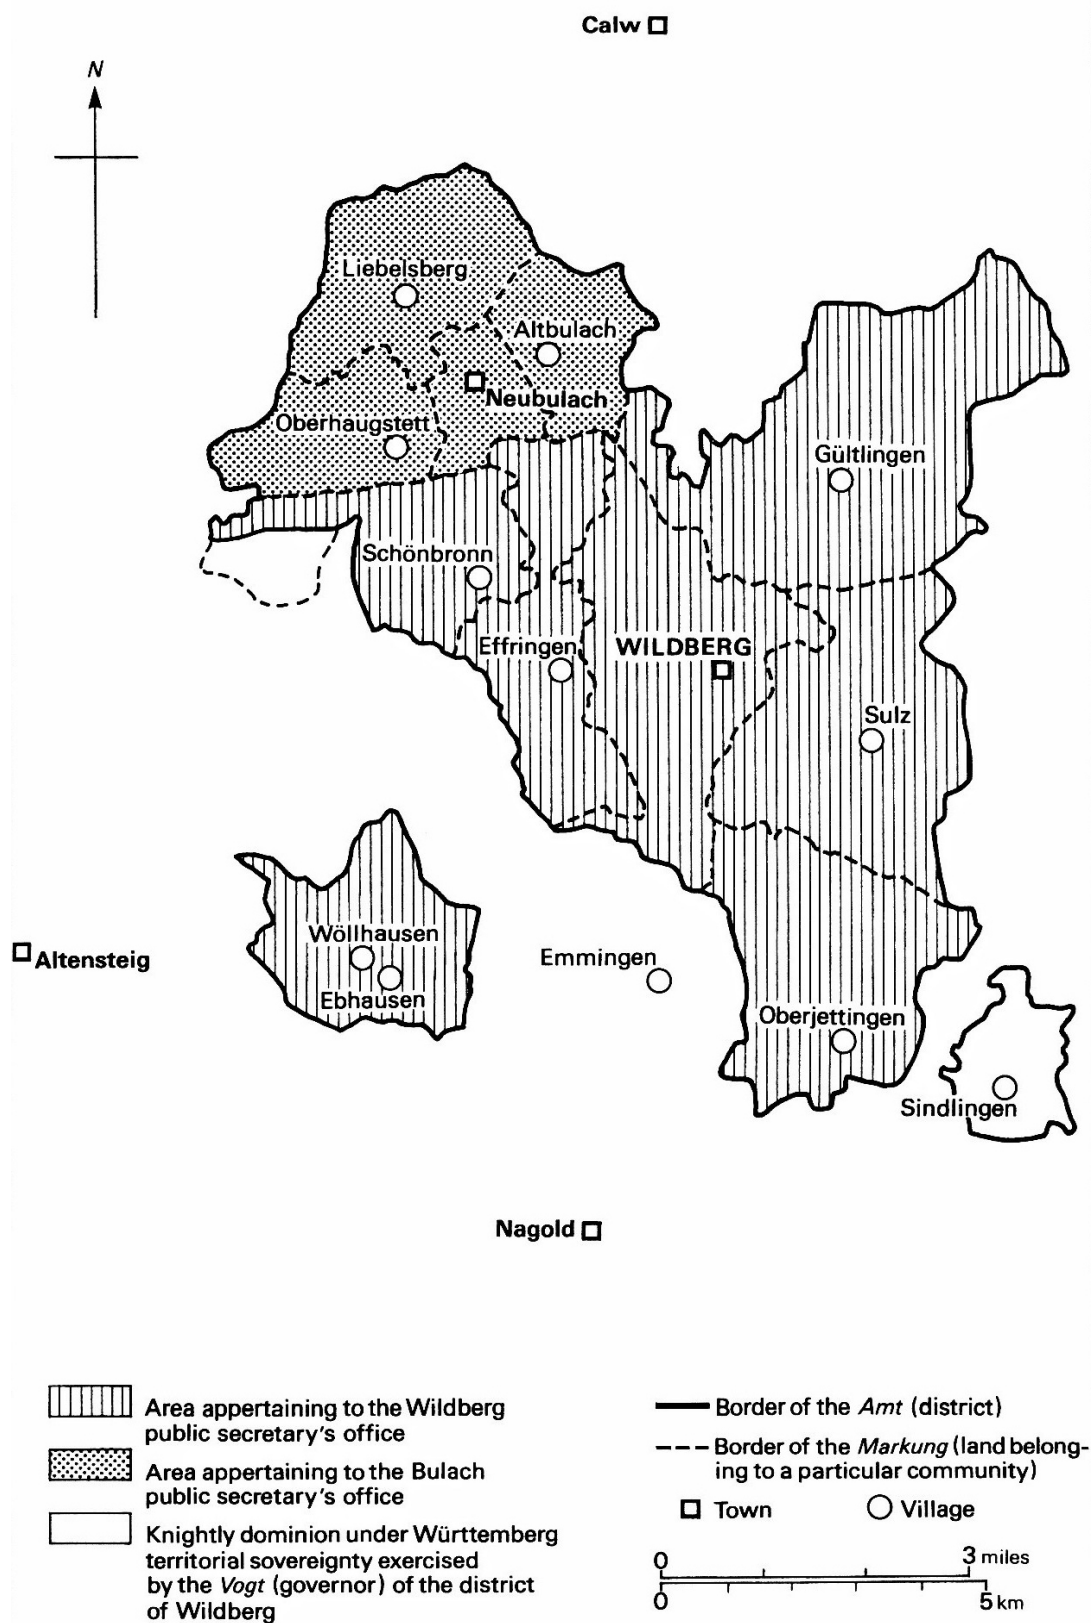 Calw
N
Liebelsberg
Altbulach
Neubulach
Oberhaugstett
Gültlingen
Schönbronn
Effringen
WILDBERG
Sulz
Wöllhausen
Altensteig
Emmingen
Ebhausen
Oberjettingen
Sindlingen
Nagold
Area appertaining to the Wildberg
public secretary's office
Area appertaining to the Bulach
public secretary's office
Knightly dominion under Württemberg
territorial sovereignty exercised
by the Vogt (governor) of the district
of Wildberg
Border of the Amt (district)
Border of the Markung (land belong-
ing to a particular community)
Town
Village
0 3 miles
0 5 km